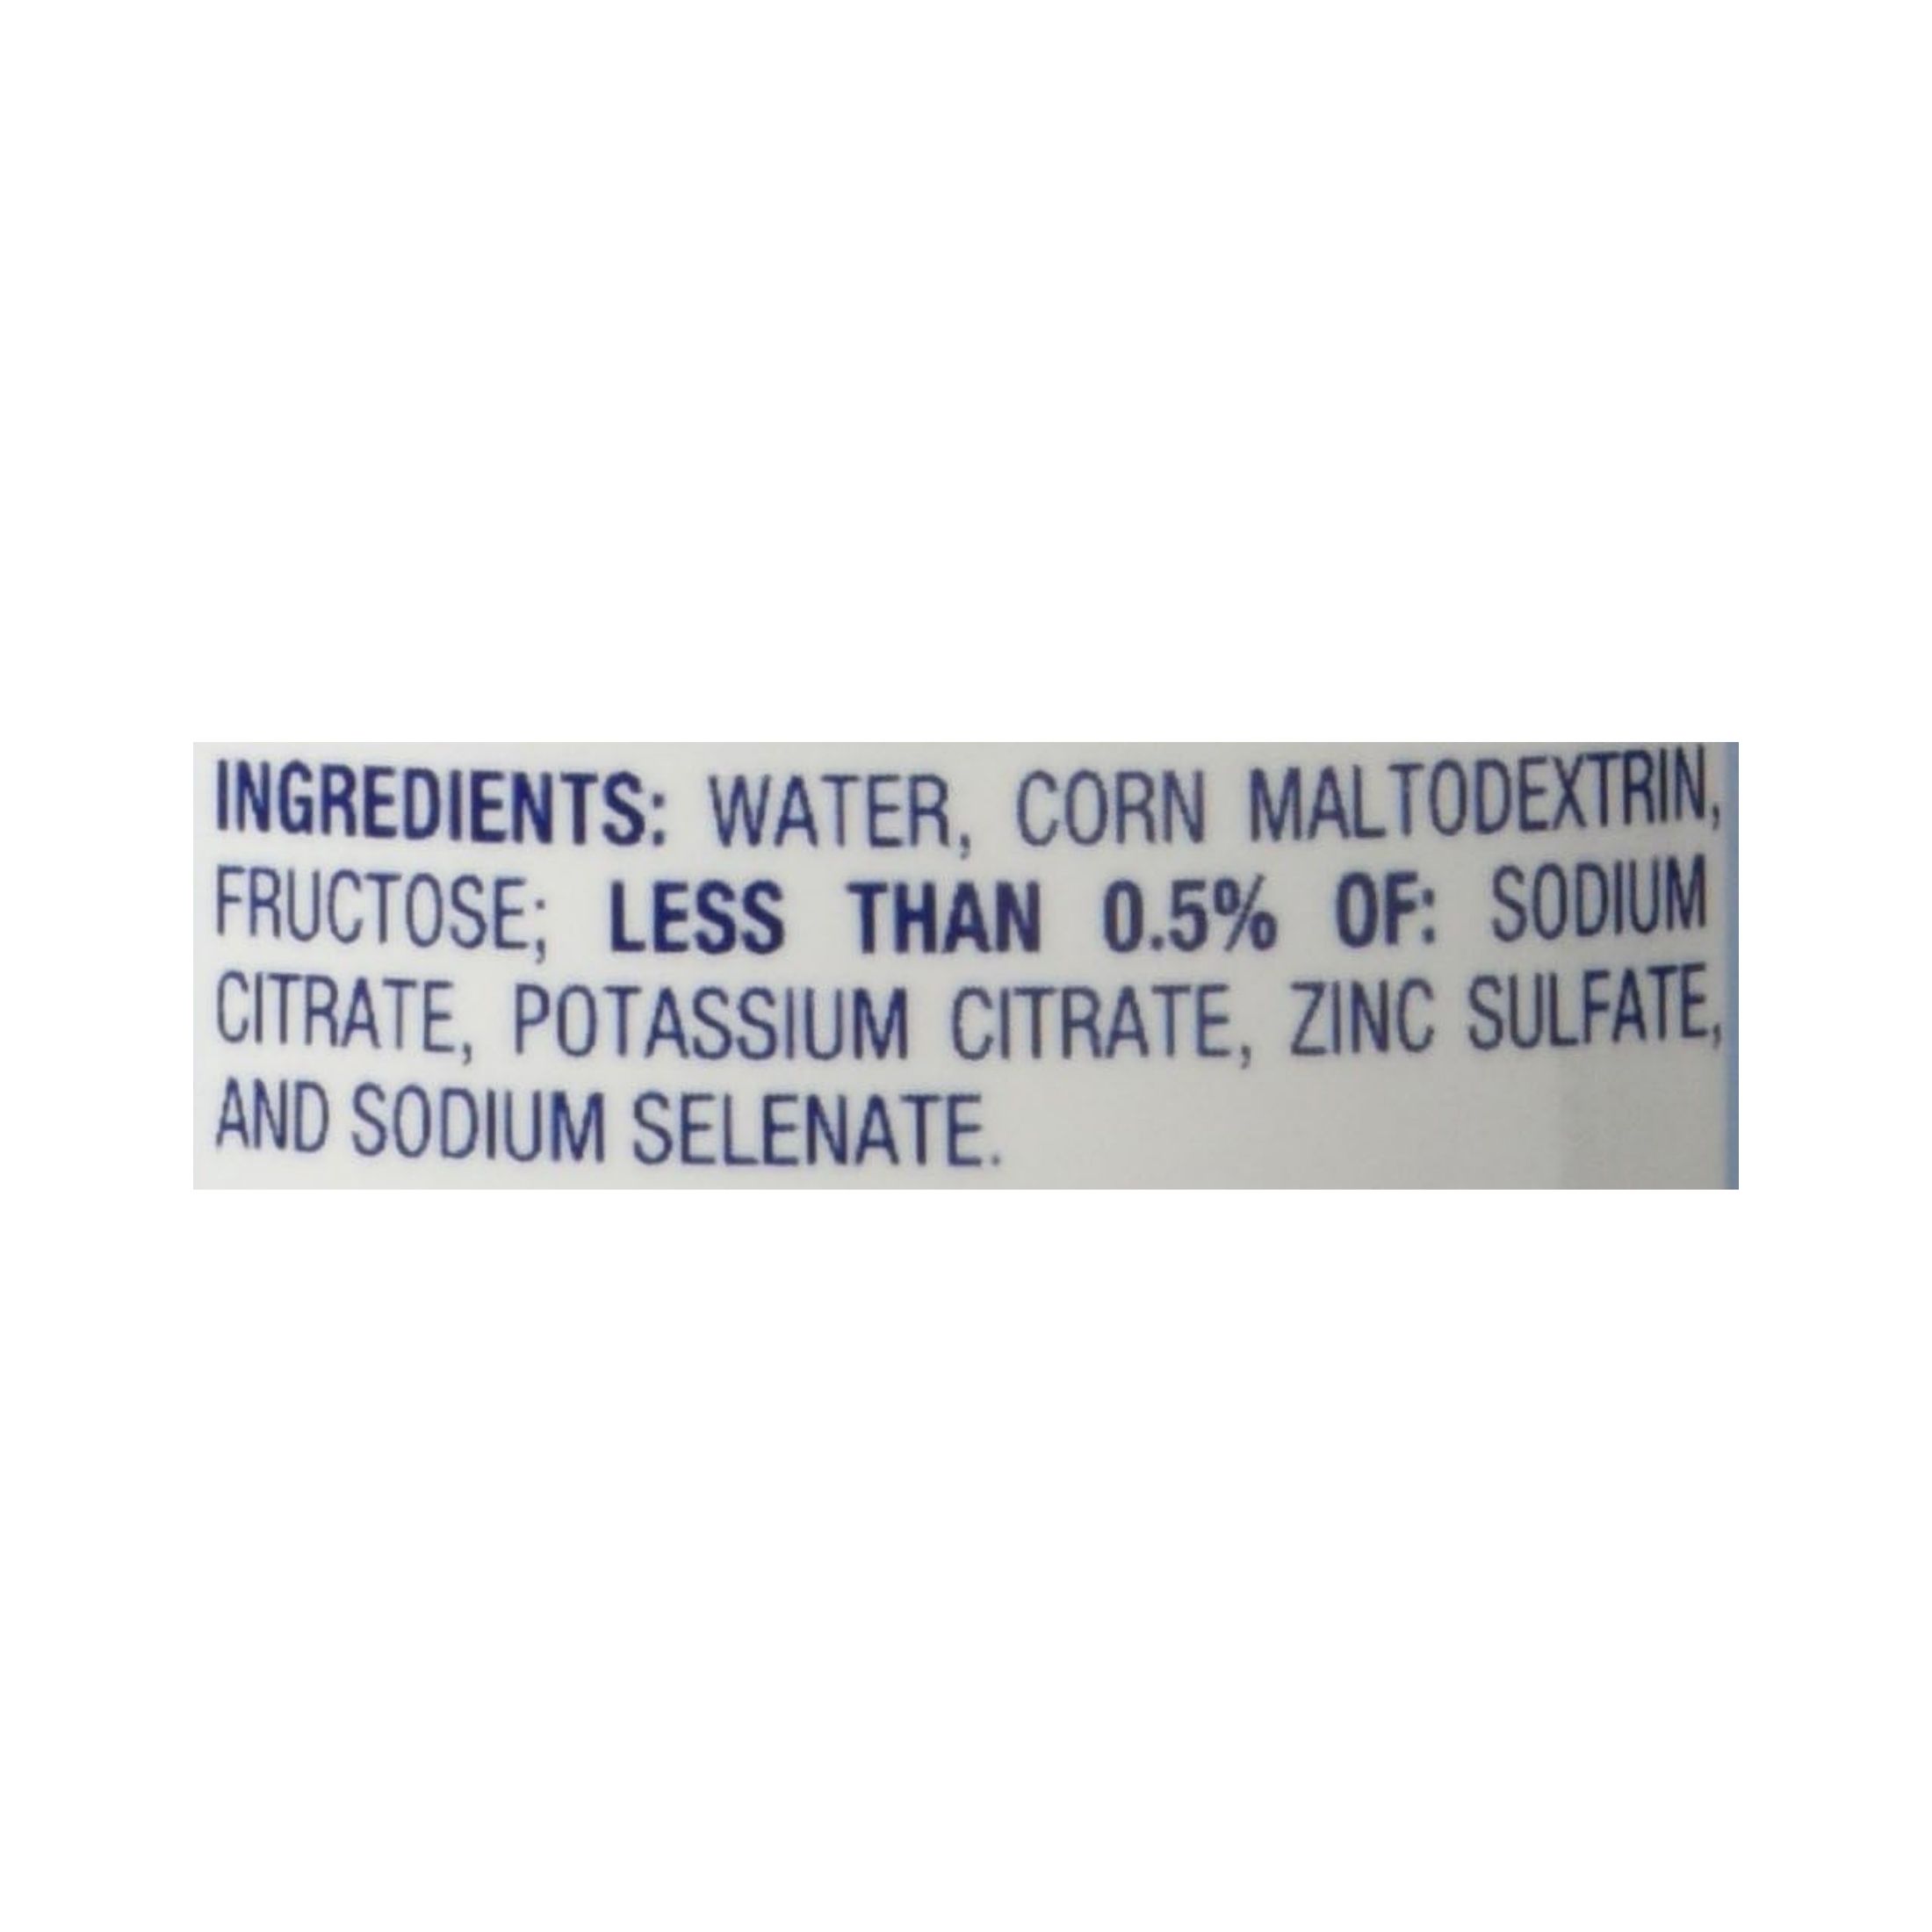 INGREDIENTS: WATER, CORN MALTODEXTRIN,
FRUCTOSE; LESS THAN 0.5% OF: SODIUM
CITRATE, POTASSIUM CITRATE, ZINC SULFATE,
AND SODIUM SELENATE.